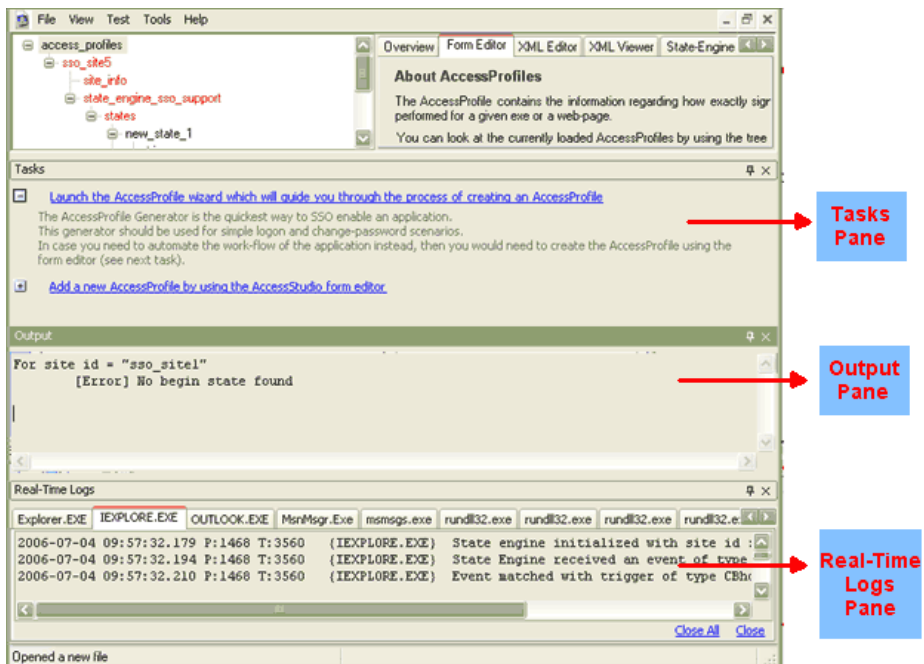 File View Test Tools Help
access_profiles
sso_site5
site_info
state_engine_sso_support
states
new_state_1
Overview Form Editor XML Editor XML Viewer State-Engine
About AccessProfiles
The AccessProfile contains the information regarding how exactly sigr
performed for a given exe or a web-page.
You can look at the currently loaded AccessProfiles by using the tree
Tasks
Launch the AccessProfile wizard which will guide you through the process of creating an AccessProfile
The AccessProfile Generator is the quickest way to SSO enable an application.
This generator should be used for simple logon and change-password scenarios.
In case you need to automate the work-flow of the application instead, then you would need to create the AccessProfile using the
form editor (see next task).
Add a new AccessProfile by using the AccessStudio form editor
Tasks
Pane
Output
For site id = "sso_site1"
[Error] No begin state found
Output
Pane
Real-Time Logs
Explorer.EXE IEXPLORE.EXE OUTLOOK.EXE MsnMsgr.Exe msmsgs.exe rundll32.exe rundll32.exe rundll32.exe rundll32.e
2006-07-04 09:57:32.179 P:1468 T:3560 {IEXPLORE.EXE} State engine initialized with site id :
2006-07-04 09:57:32.194 P:1468 T:3560 {IEXPLORE.EXE} State Engine received an event of type
2006-07-04 09:57:32.210 P:1468 T:3560 {IEXPLORE.EXE} Event matched with trigger of type CBho
Close All Close
Real-Time
Logs
Pane
Opened a new file